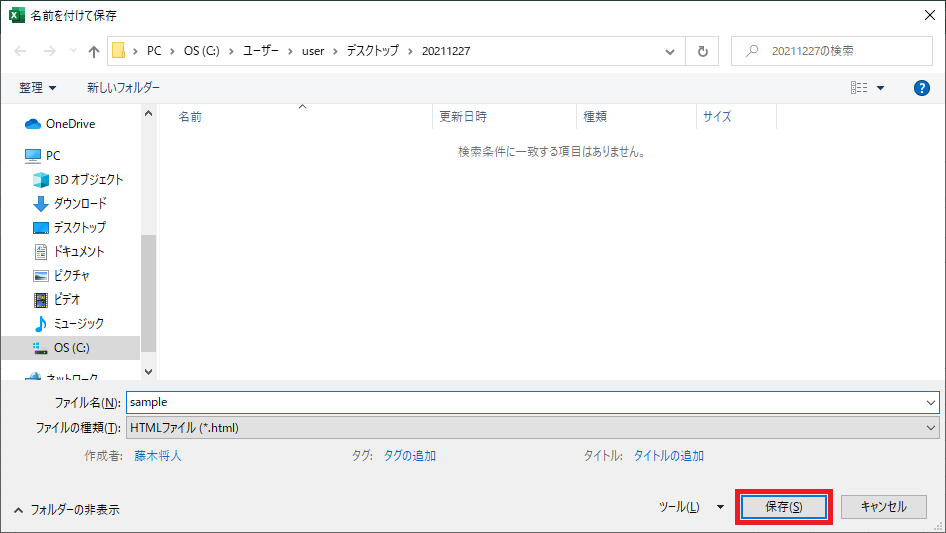 名前を付けて保存
PC › OS (C:) › ユーザー › user › デスクトップ › 20211227
20211227の検索
整理
新しいフォルダー
名前
更新日時
種類
サイズ
検索条件に一致する項目はありません。
OneDrive
PC
3D オブジェクト
ダウンロード
デスクトップ
ドキュメント
ピクチャ
ビデオ
ミュージック
OS (C:)
ネットワーク
ファイル名(N):
sample
ファイルの種類(T):
HTMLファイル (*.html)
作成者: 藤木将人
タグ: タグの追加
タイトル: タイトルの追加
フォルダーの非表示
ツール(L)
保存(S)
キャンセル